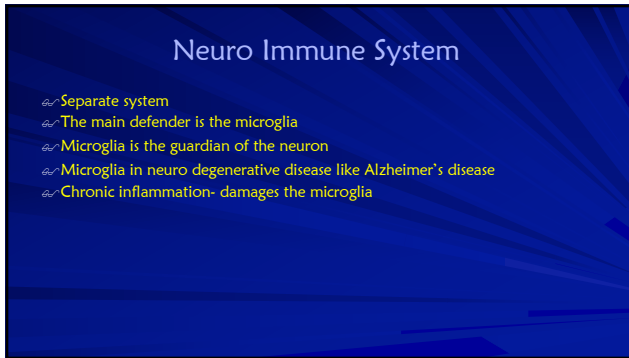 Neuro Immune System
Separate system
The main defender is the microglia
Microglia is the guardian of the neuron
Microglia in neuro degenerative disease like Alzheimer's disease
Chronic inflammation- damages the microglia